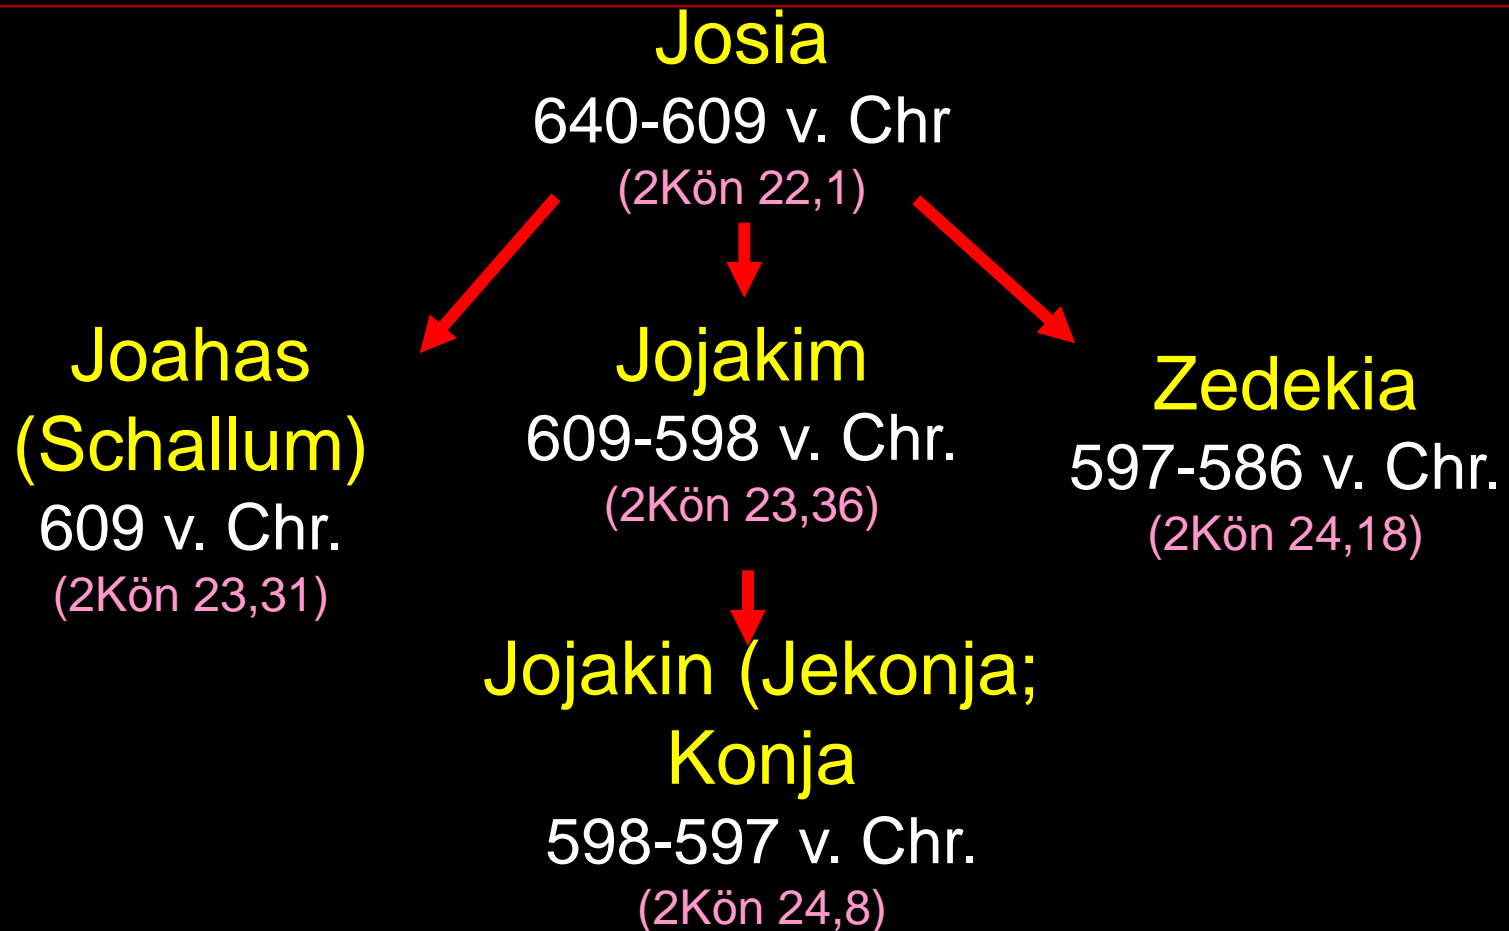 Josia
640-609 v. Chr
(2Kön 22,1)
Joahas
(Schallum)
609 v. Chr.
(2Kön 23,31)
Jojakim
609-598 v. Chr.
(2Kön 23,36)
Zedekia
597-586 v. Chr.
(2Kön 24,18)
Jojakin (Jekonja;
Konja
598-597 v. Chr.
(2Kön 24,8)